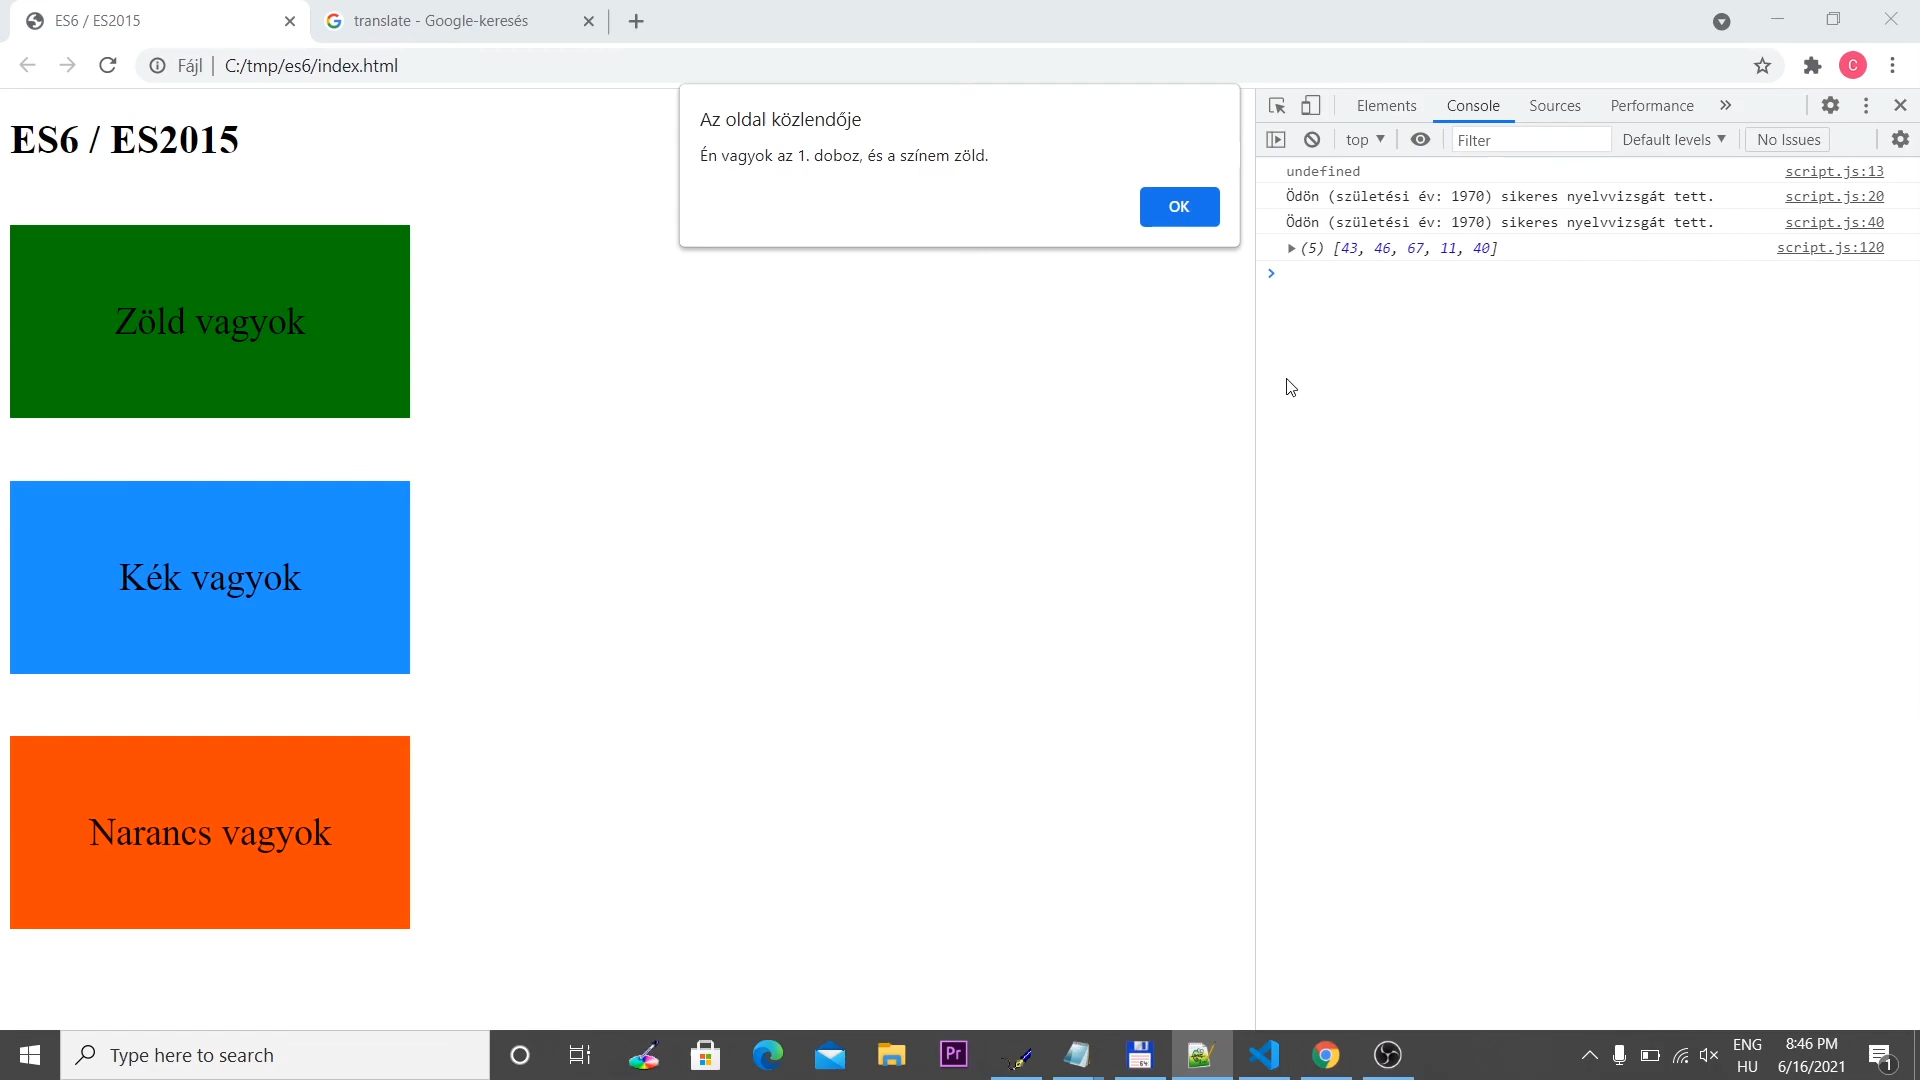 ES6 / ES2015
translate - Google-keresés
Fájl | C:/tmp/es6/index.html
C
Az oldal közlendője
Én vagyok az 1. doboz, és a színem zöld.
OK
ES6 / ES2015
Zöld vagyok
Kék vagyok
Narancs vagyok
Elements Console Sources Performance »
top Filter Default levels No Issues
undefined script.js:13
Ödön (születési év: 1970) sikeres nyelvvizsgát tett. script.js:20
Ödön (születési év: 1970) sikeres nyelvvizsgát tett. script.js:40
(5) [43, 46, 67, 11, 40] script.js:120
Type here to search
Pr
64
ENG
HU
8:46 PM
6/16/2021
1